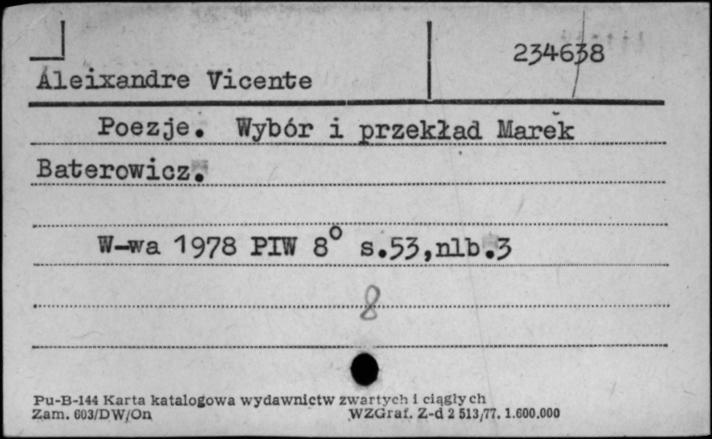 234638
Aleixandre Vicente
Poezje. Wybór i przekład Marek
Baterowicz.
W-wa 1978 PIW 8° s.53,nlb.3
8
Pu-B-144 Karta katalogowa wydawnictw zwartych i ciągłych
Zam. 603/DW/On WZGraf. Z-d 2 513/77. 1.600.000